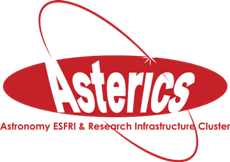 Asterics
Astronomy ESFRI & Research Infrastructure Cluster